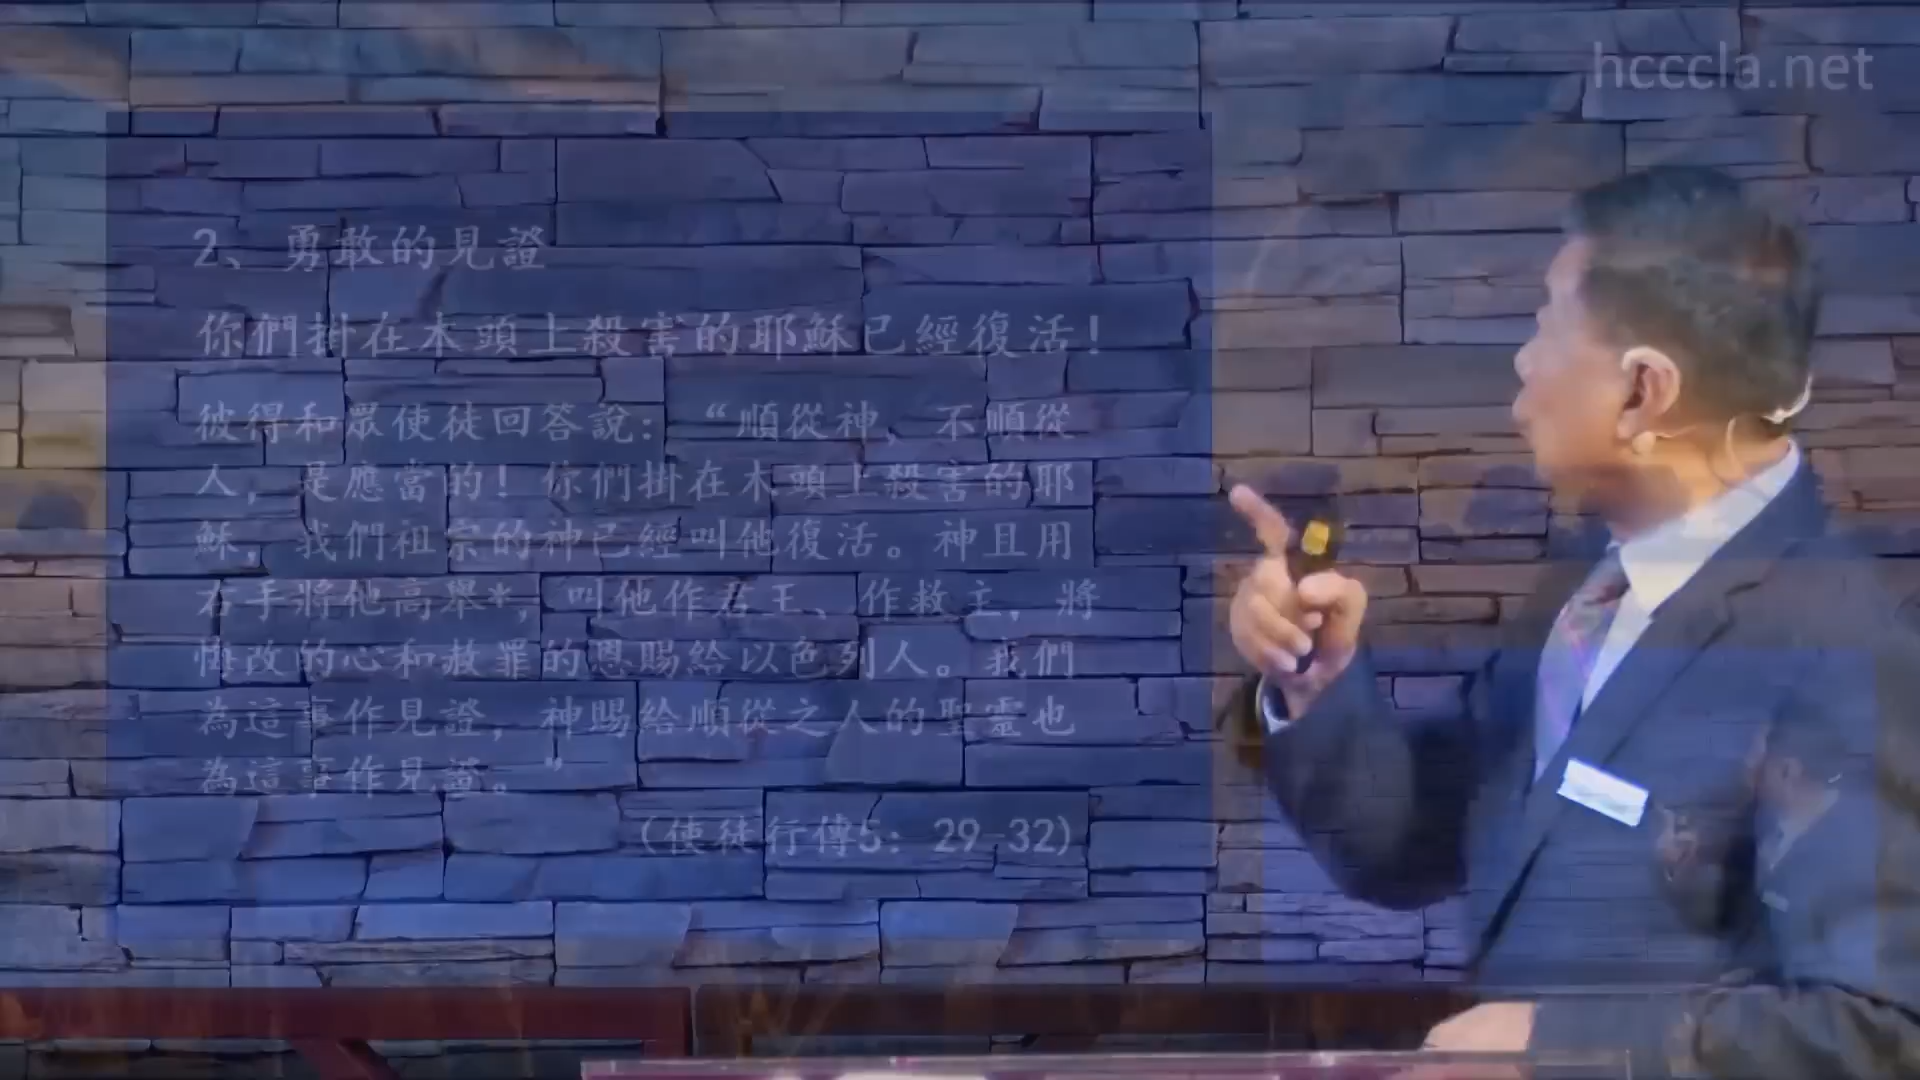 hcccla.net
2、勇敢的見證
你們掛在木頭上殺害的耶穌已經復活！
彼得和眾使徒回答說：“順從神，不順從
人，是應當的！你們掛在木頭上殺害的耶
穌，我們祖宗的神已經叫他復活。神且用
右手將他高舉*，叫他作君王、作救主，將
悔改的心和赦罪的恩賜給以色列人。我們
為這事作見證，神賜給順從之人的聖靈也
為這事作見證。”
(使徒行傳5：29-32)